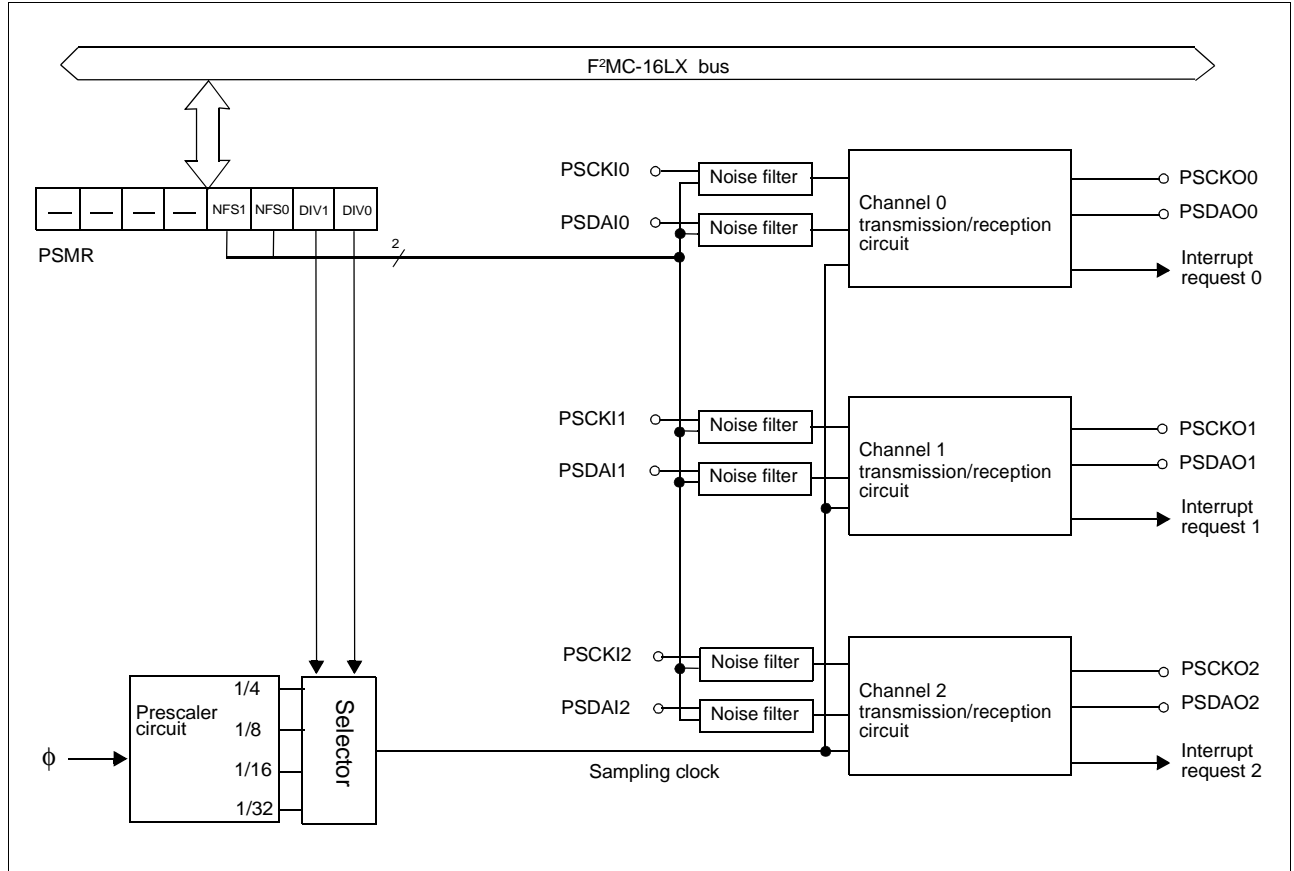 F²MC-16LX bus
NFS1 NFS0 DIV1 DIV0
PSMR
2
PSCKI0
Noise filter
PSDAI0
Noise filter
Channel 0
transmission/reception
circuit
PSCKO0
PSDAO0
Interrupt
request 0
PSCKI1
Noise filter
PSDAI1
Noise filter
Channel 1
transmission/reception
circuit
PSCKO1
PSDAO1
Interrupt
request 1
PSCKI2
Noise filter
PSDAI2
Noise filter
Channel 2
transmission/reception
circuit
PSCKO2
PSDAO2
Interrupt
request 2
ϕ
Prescaler
circuit
1/4
1/8
1/16
1/32
Selector
Sampling clock